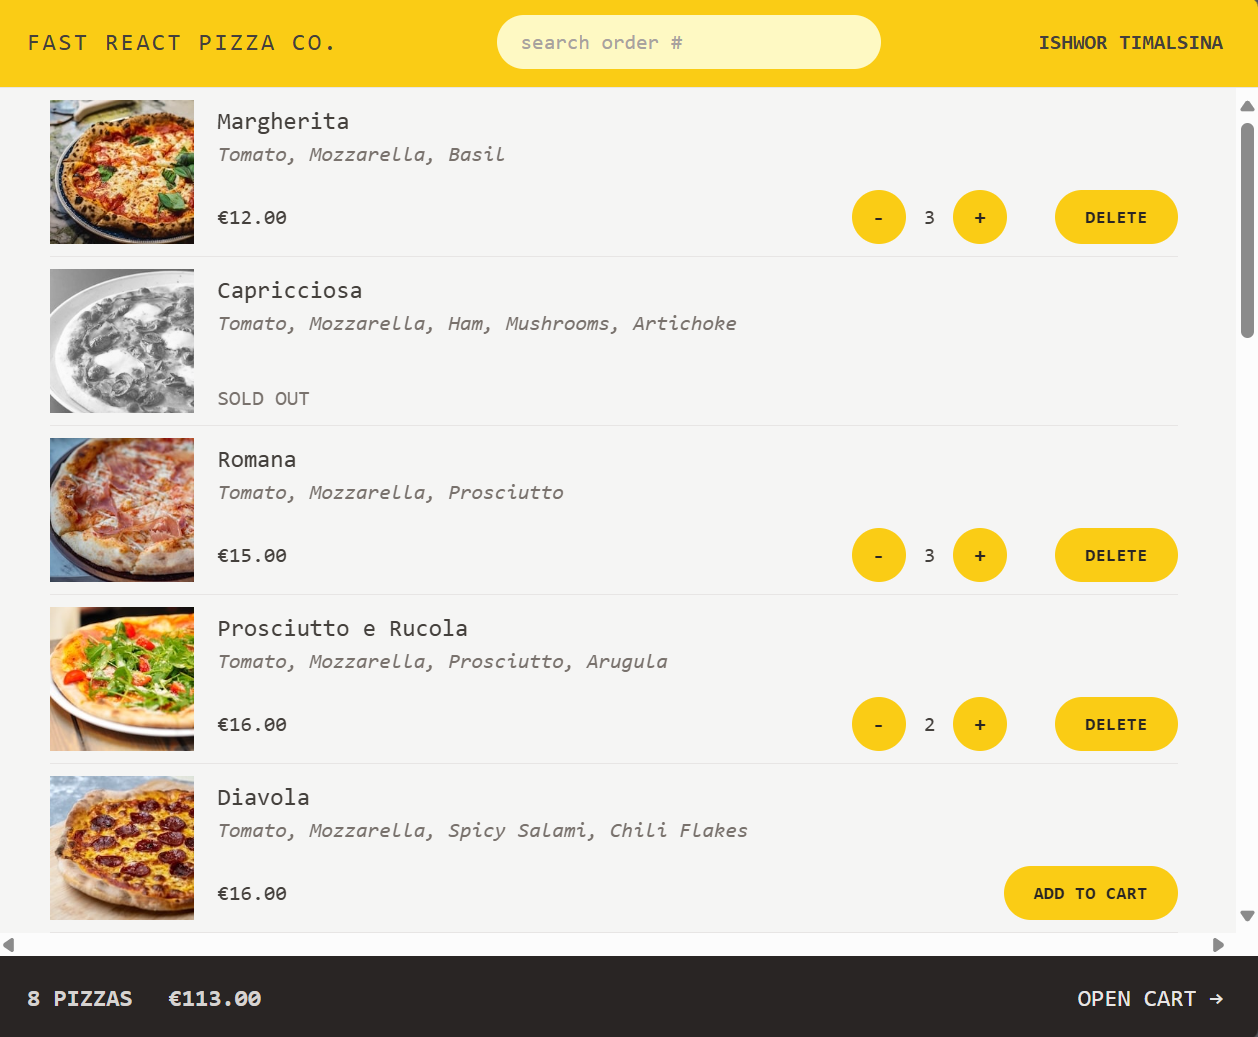 FAST REACT PIZZA CO.
search order #
ISHWOR TIMALSINA
Margherita
Tomato, Mozzarella, Basil
€12.00
- 3 + DELETE
Capricciosa
Tomato, Mozzarella, Ham, Mushrooms, Artichoke
SOLD OUT
Romana
Tomato, Mozzarella, Prosciutto
€15.00
- 3 + DELETE
Prosciutto e Rucola
Tomato, Mozzarella, Prosciutto, Arugula
€16.00
- 2 + DELETE
Diavola
Tomato, Mozzarella, Spicy Salami, Chili Flakes
€16.00
ADD TO CART
8 PIZZAS €113.00
OPEN CART →